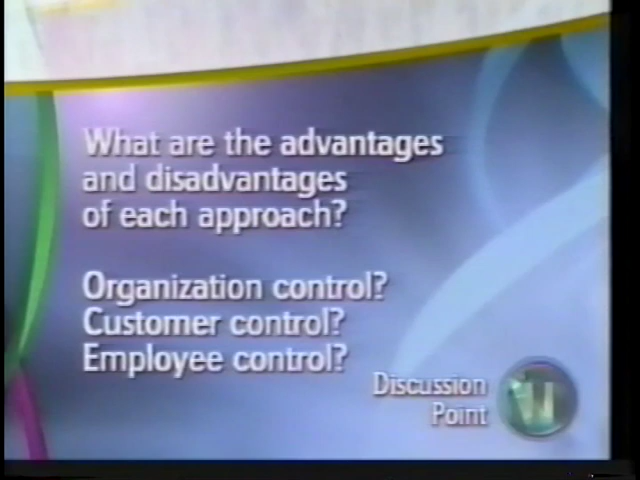 What are the advantages
and disadvantages
of each approach?
Organization control?
Customer control?
Employee control?
Discussion
Point